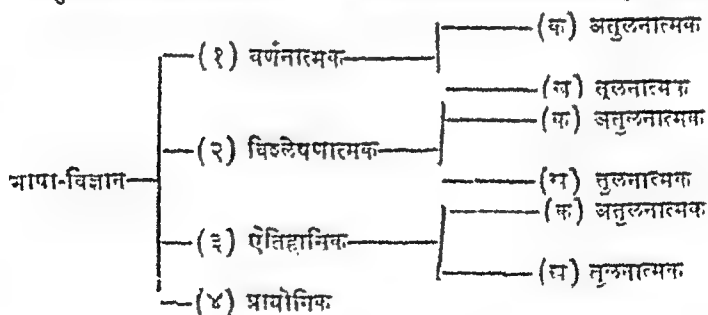 (क) अतुलनात्मक
(१) वर्णनात्मक
(ख) तुलनात्मक
(क) अतुलनात्मक
(२) विश्लेषणात्मक
भाषा-विज्ञान
(ख) तुलनात्मक
(क) अतुलनात्मक
(३) ऐतिहासिक
(ख) तुलनात्मक
(४) प्रायोगिक